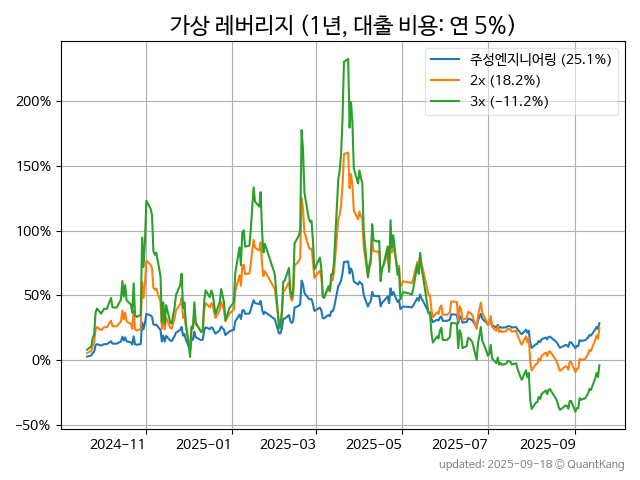 가상 레버리지 (1년, 대출 비용: 연 5%)
주성엔지니어링 (25.1%)
2x (18.2%)
3x (−11.2%)
200%
150%
100%
50%
0%
−50%
2024-11
2025-01
2025-03
2025-05
2025-07
2025-09
updated: 2025-09-18 © QuantKang